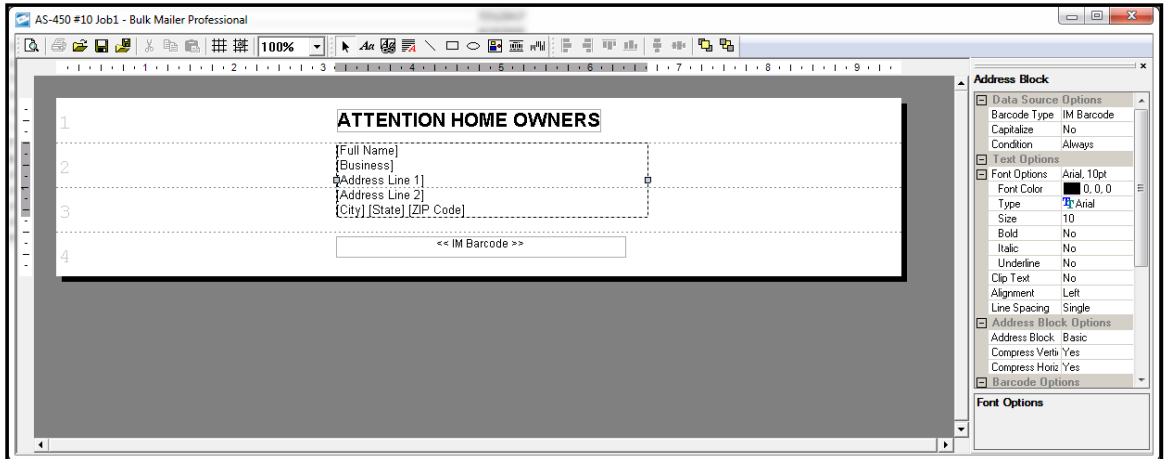 AS-450 #10 Job1 - Bulk Mailer Professional
100%
1 2 3 4 5 6 7 8 9
Address Block
Data Source Options
Barcode Type IM Barcode
Capitalize No
Condition Always
Text Options
Font Options Arial, 10pt
Font Color 0, 0, 0
Type Arial
Size 10
Bold No
Italic No
Underline No
Clip Text No
Alignment Left
Line Spacing Single
Address Block Options
Address Block Basic
Compress Verti Yes
Compress Horiz Yes
Barcode Options
Font Options
1
ATTENTION HOME OWNERS
[Full Name]
2
[Business]
[Address Line 1]
[Address Line 2]
3
[City] [State] [ZIP Code]
<< IM Barcode >>
4